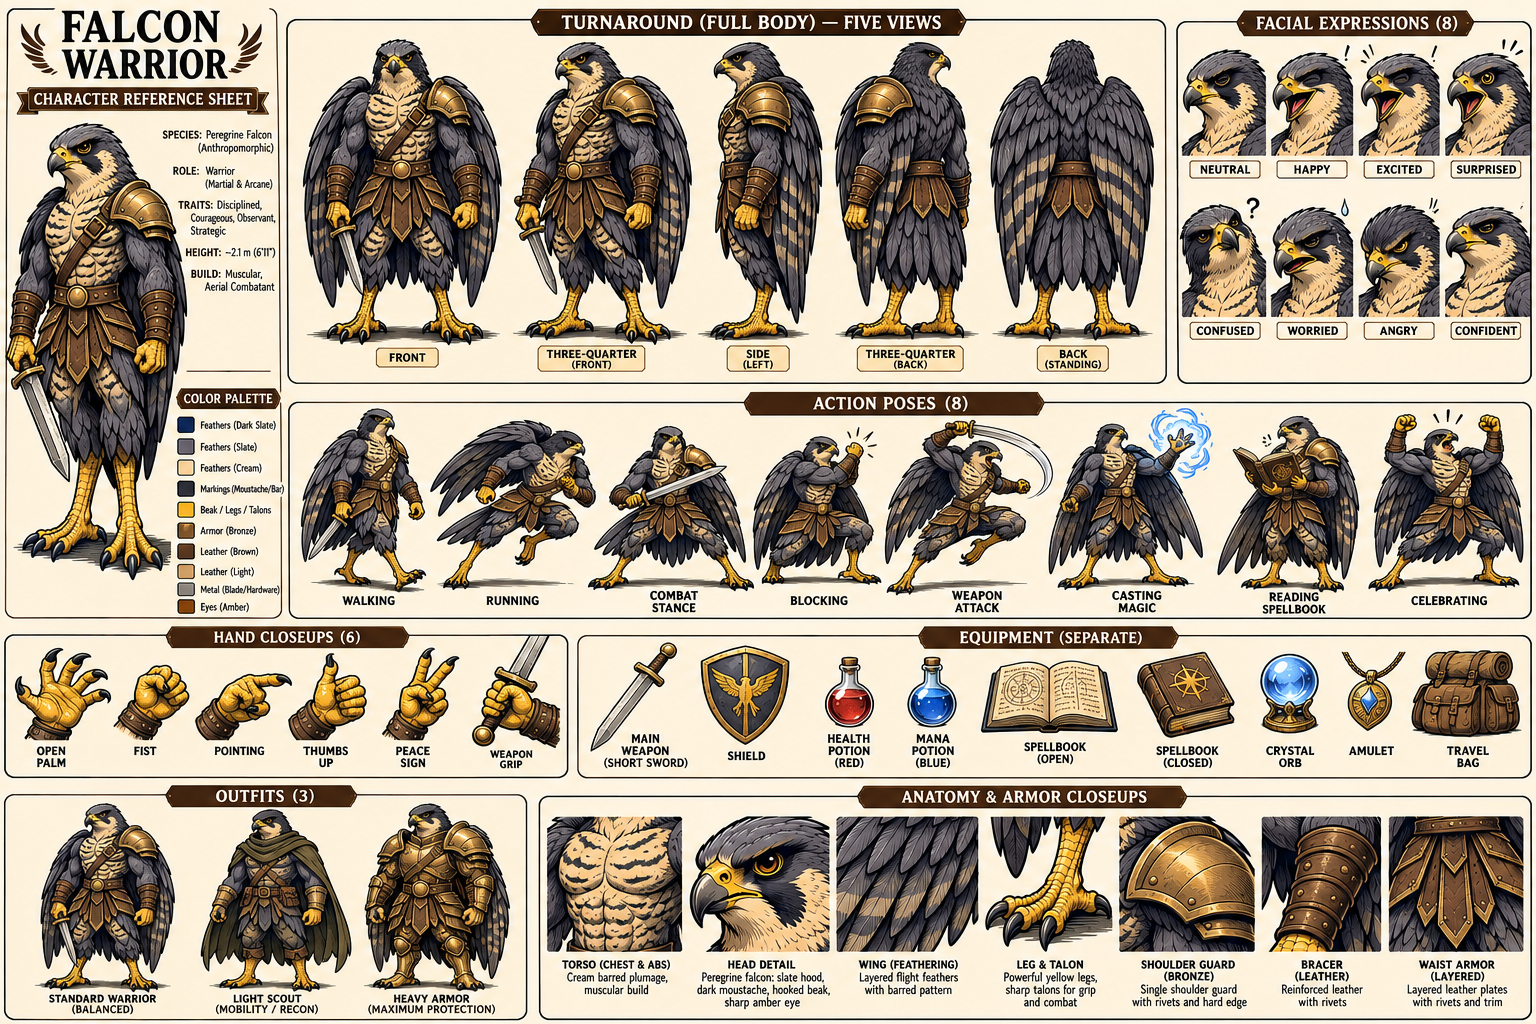 FALCON
WARRIOR
CHARACTER REFERENCE SHEET
SPECIES: Peregrine Falcon
(Anthropomorphic)
ROLE: Warrior
(Martial & Arcane)
TRAITS: Disciplined,
Courageous, Observant,
Strategic
HEIGHT: ~2.1 m (6'11")
BUILD: Muscular,
Aerial Combatant
COLOR PALETTE
Feathers (Dark Slate)
Feathers (Slate)
Feathers (Cream)
Markings (Moustache/Bar)
Beak / Legs / Talons
Armor (Bronze)
Leather (Brown)
Leather (Light)
Metal (Blade/Hardware)
Eyes (Amber)
TURNAROUND (FULL BODY) — FIVE VIEWS
FRONT
THREE-QUARTER
(FRONT)
SIDE
(LEFT)
THREE-QUARTER
(BACK)
BACK
(STANDING)
FACIAL EXPRESSIONS (8)
!
!
NEUTRAL
HAPPY
EXCITED
SURPRISED
?
CONFUSED
WORRIED
ANGRY
CONFIDENT
ACTION POSES (8)
WALKING
RUNNING
COMBAT
STANCE
BLOCKING
WEAPON
ATTACK
CASTING
MAGIC
READING
SPELLBOOK
CELEBRATING
HAND CLOSEUPS (6)
OPEN
PALM
FIST
POINTING
THUMBS
UP
PEACE
SIGN
WEAPON
GRIP
EQUIPMENT (SEPARATE)
MAIN
WEAPON
(SHORT SWORD)
SHIELD
HEALTH
POTION
(RED)
MANA
POTION
(BLUE)
SPELLBOOK
(OPEN)
SPELLBOOK
(CLOSED)
CRYSTAL
ORB
AMULET
TRAVEL
BAG
OUTFITS (3)
STANDARD WARRIOR
(BALANCED)
LIGHT SCOUT
(MOBILITY / RECON)
HEAVY ARMOR
(MAXIMUM PROTECTION)
ANATOMY & ARMOR CLOSEUPS
TORSO (CHEST & ABS)
Cream barred plumage,
muscular build
HEAD DETAIL
Peregrine falcon: slate hood,
dark moustache, hooked beak,
sharp amber eye
WING (FEATHERING)
Layered flight feathers
with barred pattern
LEG & TALON
Powerful yellow legs,
sharp talons for grip
and combat
SHOULDER GUARD
(BRONZE)
Single shoulder guard
with rivets and hard edge
BRACER
(LEATHER)
Reinforced leather
with rivets
WAIST ARMOR
(LAYERED)
Layered leather plates
with rivets and trim